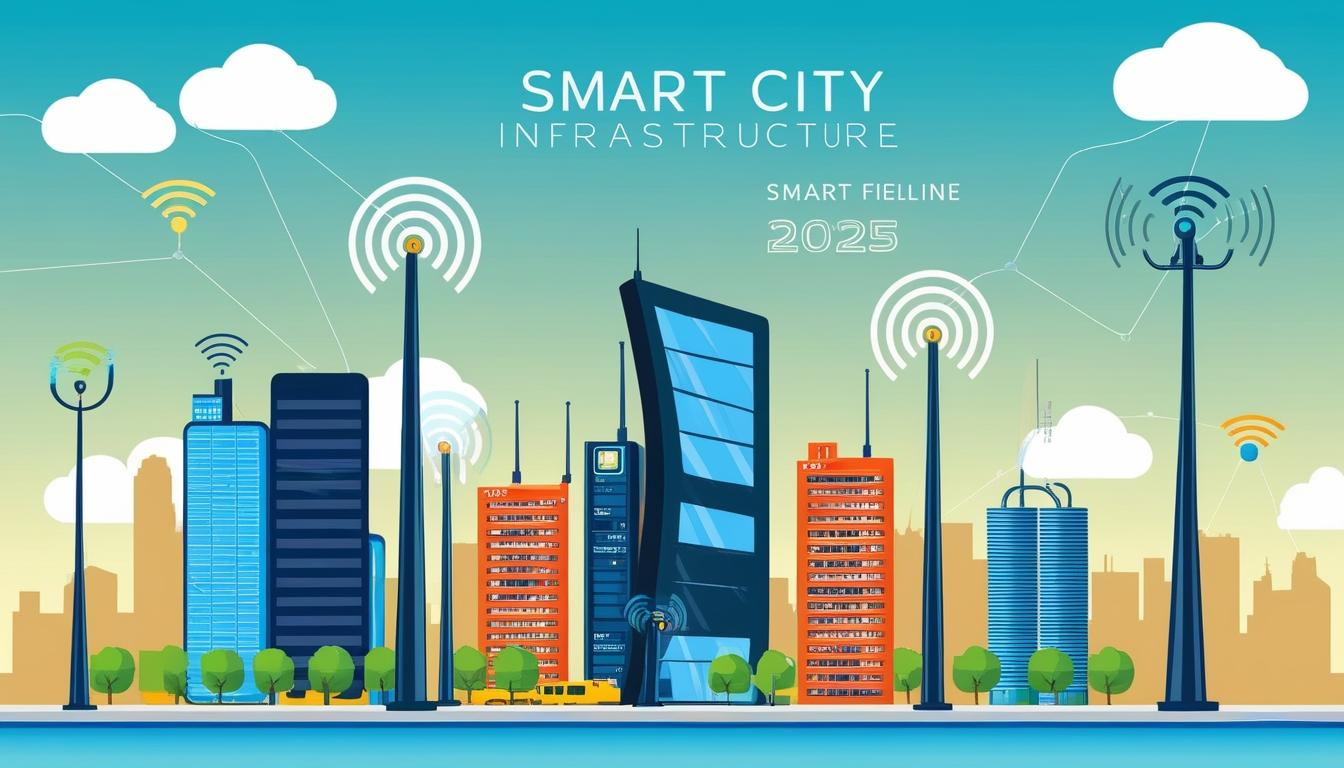 SMART CITY
INFRASTRUCTURE
SMART FIELLINE
2025